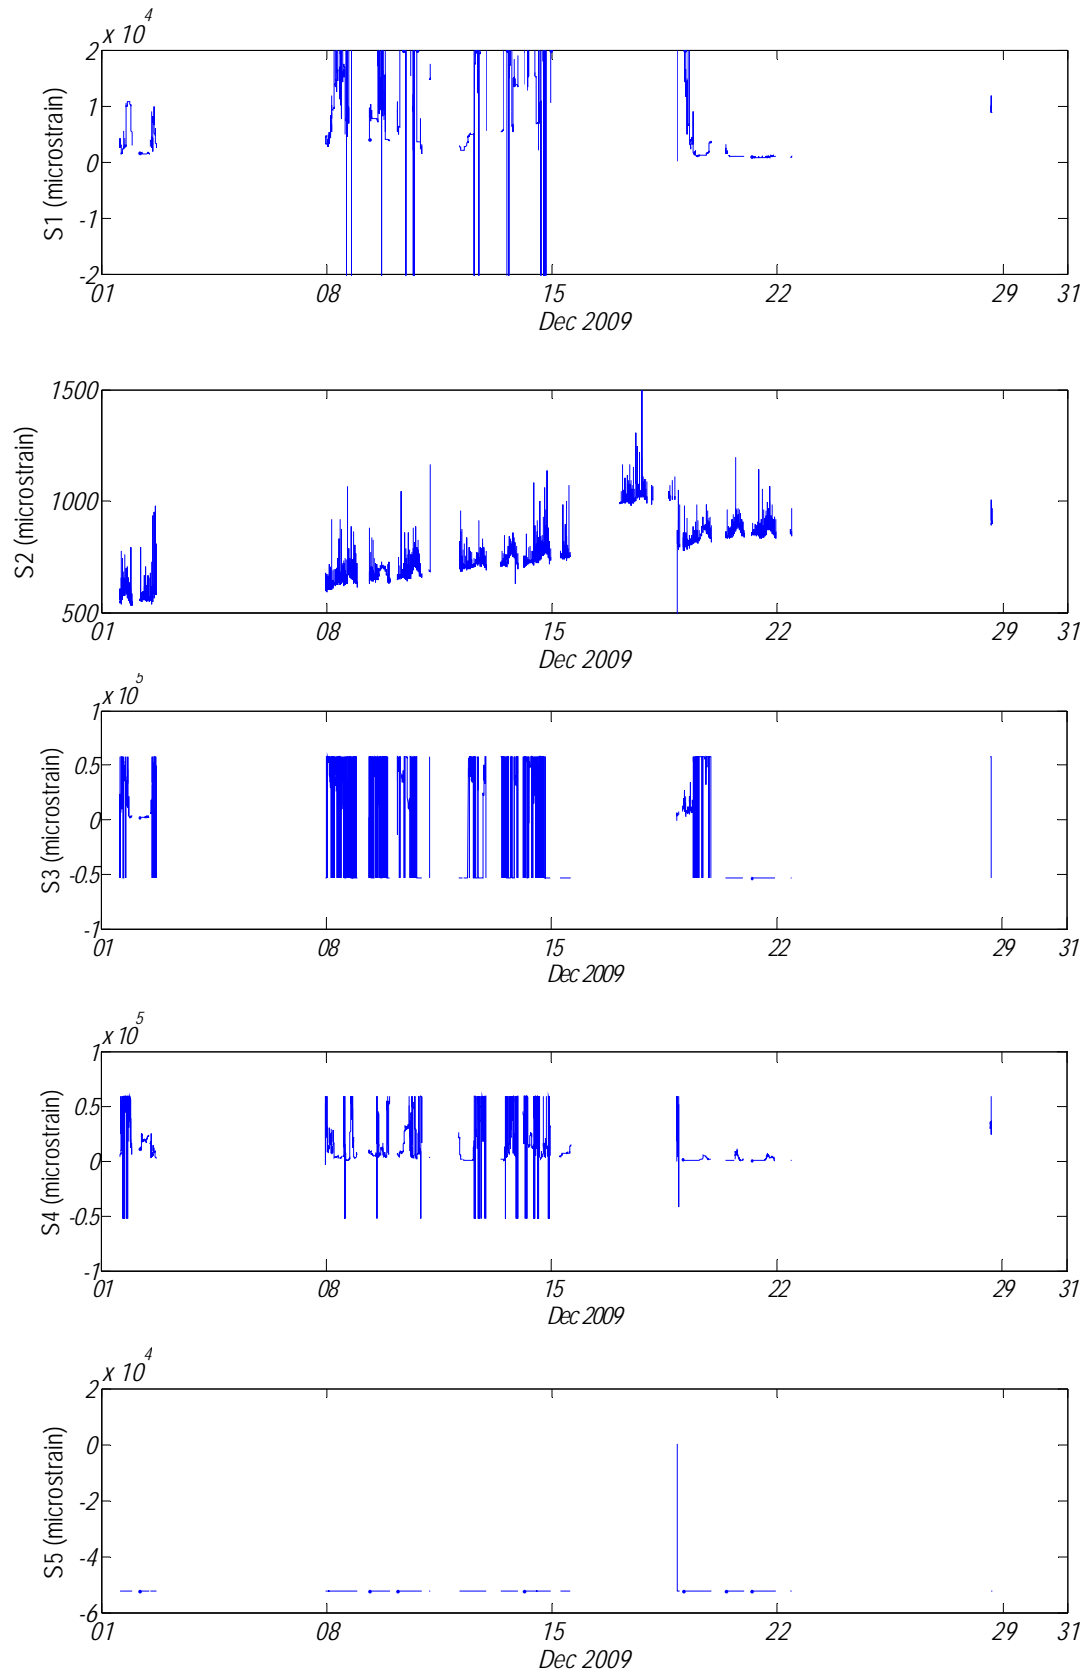 x 10^4
2
1
0
-1
-2
S1 (microstrain)
01 08 15 22 29 31
Dec 2009
1500
1000
500
S2 (microstrain)
01 08 15 22 29 31
Dec 2009
x 10^5
1
0.5
0
-0.5
-1
S3 (microstrain)
01 08 15 22 29 31
Dec 2009
x 10^5
1
0.5
0
-0.5
-1
S4 (microstrain)
01 08 15 22 29 31
Dec 2009
x 10^4
2
0
-2
-4
-6
S5 (microstrain)
01 08 15 22 29 31
Dec 2009